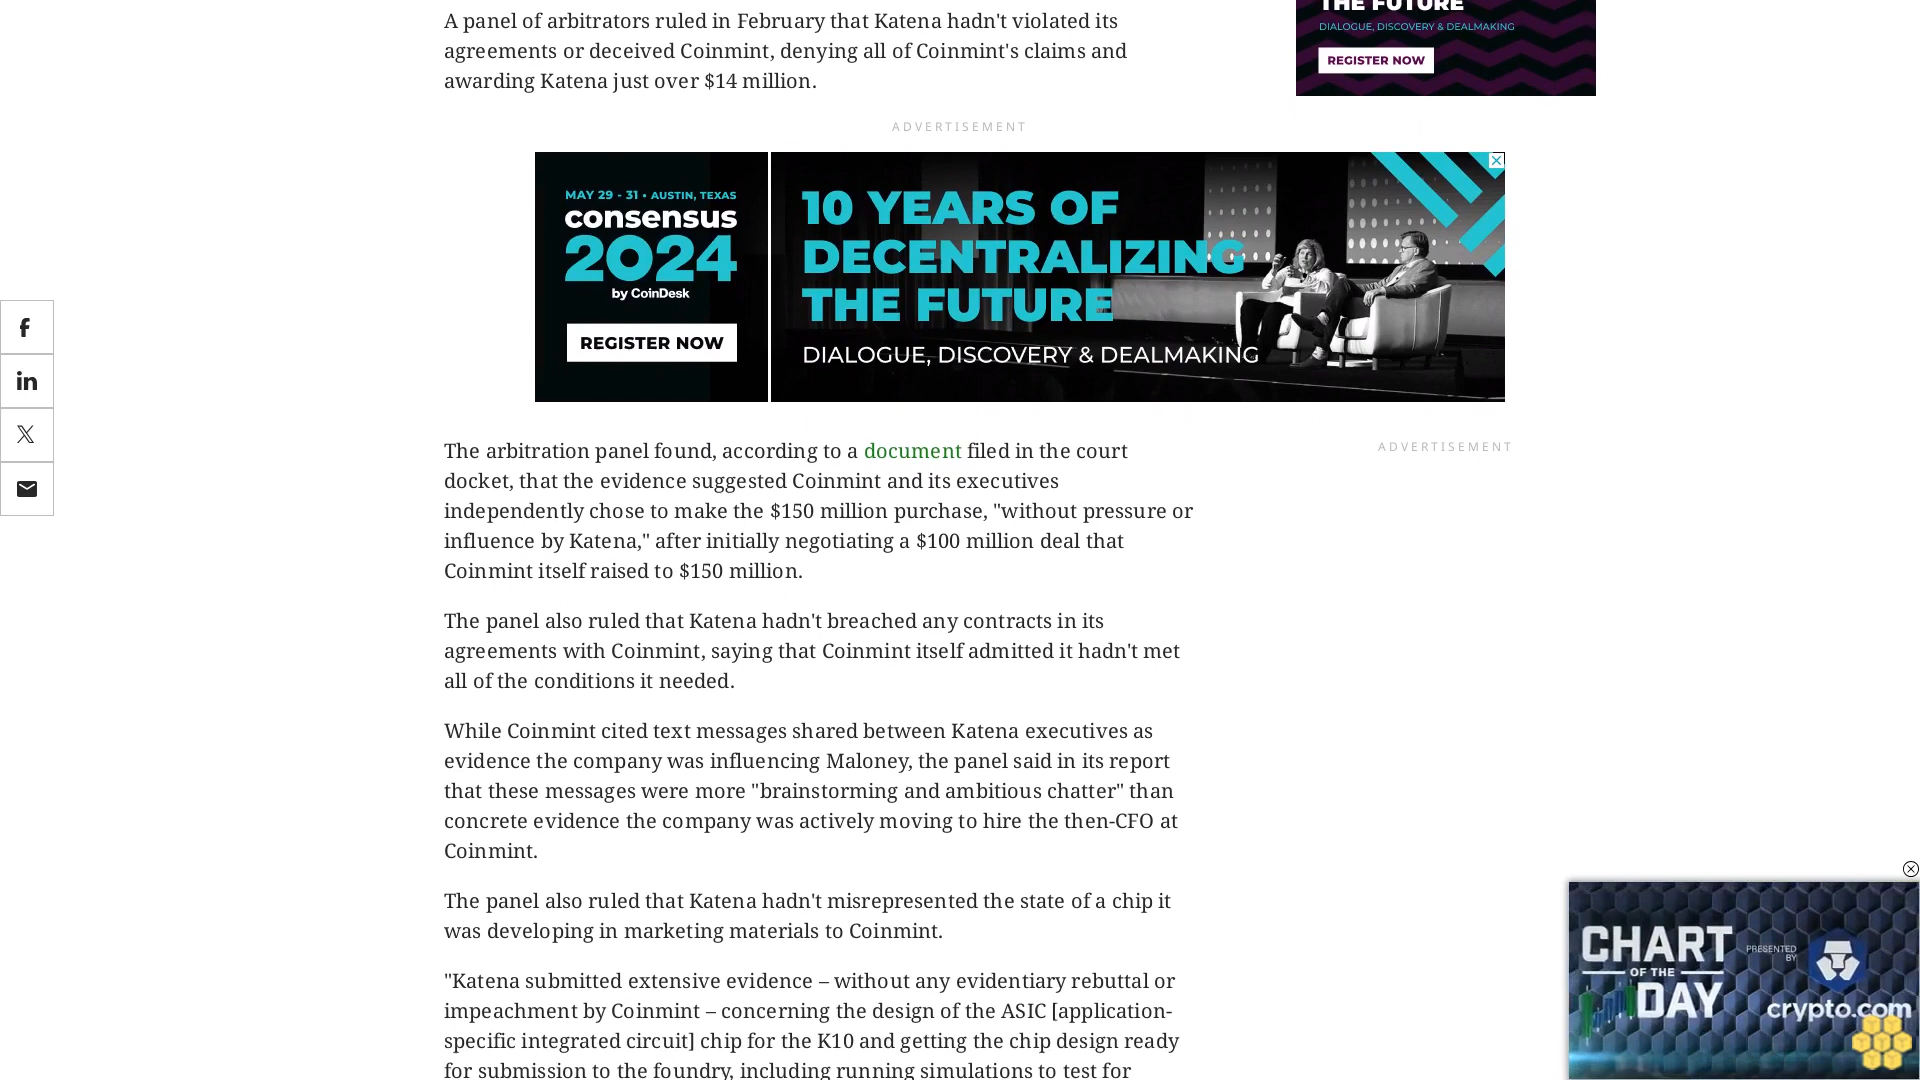 A panel of arbitrators ruled in February that Katena hadn't violated its
agreements or deceived Coinmint, denying all of Coinmint's claims and
awarding Katena just over $14 million.
THE FUTURE
DIALOGUE, DISCOVERY & DEALMAKING
REGISTER NOW
ADVERTISEMENT
MAY 29 - 31 • AUSTIN, TEXAS
consensus
2024
by CoinDesk
REGISTER NOW
10 YEARS OF
DECENTRALIZING
THE FUTURE
DIALOGUE, DISCOVERY & DEALMAKING
f
in
X
The arbitration panel found, according to a document filed in the court
docket, that the evidence suggested Coinmint and its executives
independently chose to make the $150 million purchase, "without pressure or
influence by Katena," after initially negotiating a $100 million deal that
Coinmint itself raised to $150 million.
ADVERTISEMENT
The panel also ruled that Katena hadn't breached any contracts in its
agreements with Coinmint, saying that Coinmint itself admitted it hadn't met
all of the conditions it needed.
While Coinmint cited text messages shared between Katena executives as
evidence the company was influencing Maloney, the panel said in its report
that these messages were more "brainstorming and ambitious chatter" than
concrete evidence the company was actively moving to hire the then-CFO at
Coinmint.
The panel also ruled that Katena hadn't misrepresented the state of a chip it
was developing in marketing materials to Coinmint.
"Katena submitted extensive evidence – without any evidentiary rebuttal or
impeachment by Coinmint – concerning the design of the ASIC [application-
specific integrated circuit] chip for the K10 and getting the chip design ready
for submission to the foundry, including running simulations to test for
CHART
OF THE
DAY
PRESENTED
BY
crypto.com